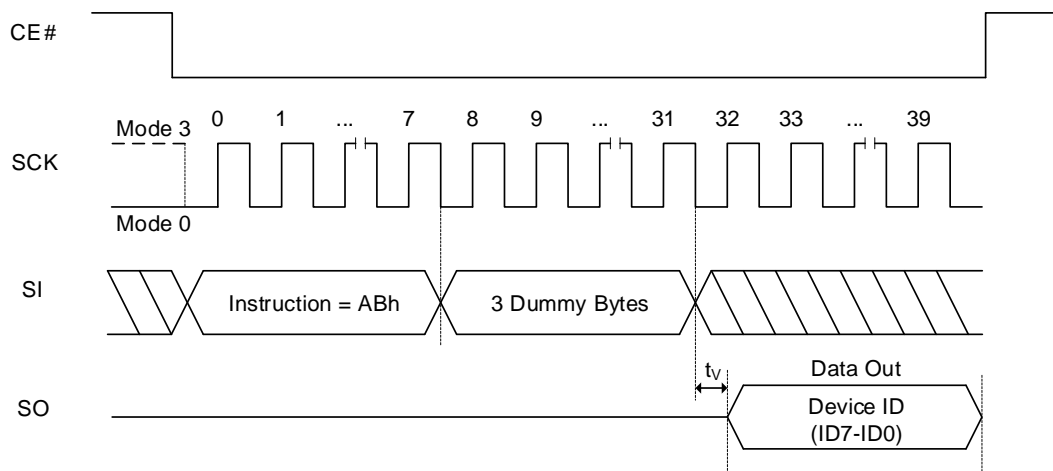 CE#
0 1 ... 7 8 9 ... 31 32 33 ... 39
Mode 3
SCK
Mode 0
SI
Instruction = ABh
3 Dummy Bytes
tV
Data Out
SO
Device ID
(ID7-ID0)